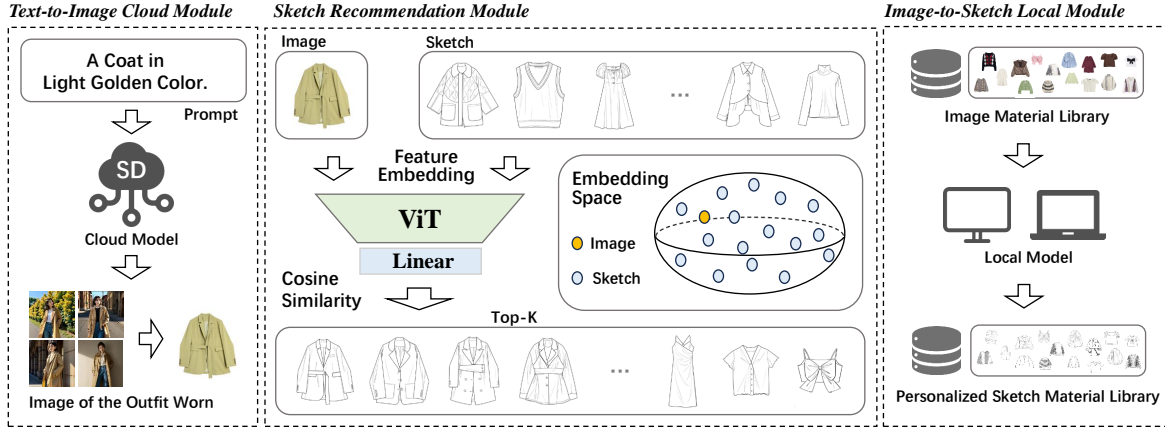 Text-to-Image Cloud Module
A Coat in
Light Golden Color.
Prompt
SD
Cloud Model
Image of the Outfit Worn
Sketch Recommendation Module
Image
Sketch
...
Feature
Embedding
ViT
Linear
Cosine
Similarity
Embedding
Space
Image
Sketch
Top-K
...
Image-to-Sketch Local Module
Image Material Library
Local Model
Personalized Sketch Material Library